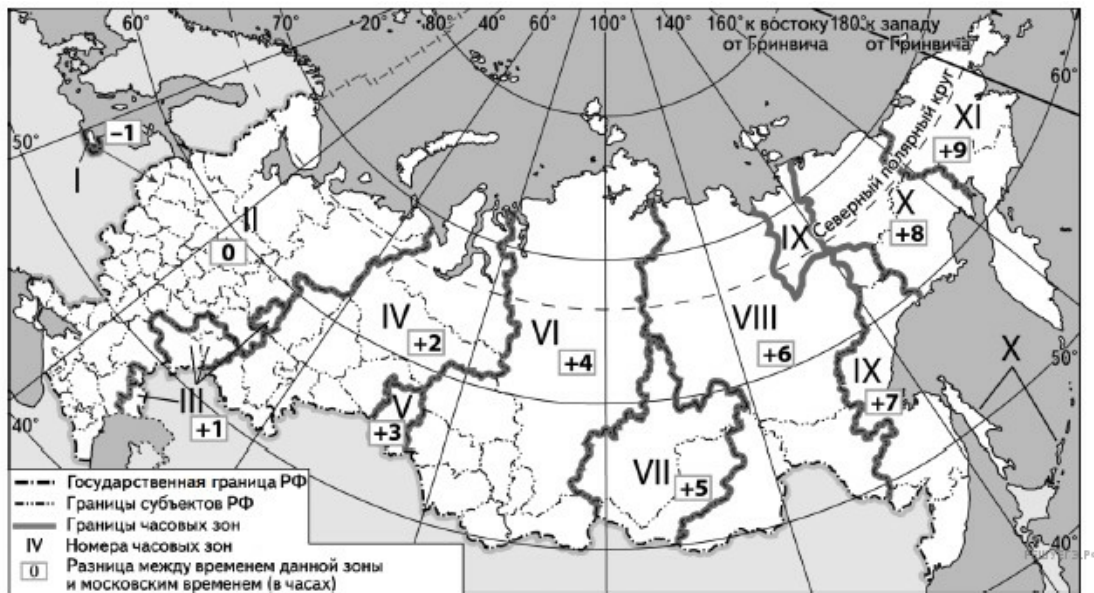 60° 70° 20° 40° 60° 100° 140° 160° к востоку 180° к западу
от Гринвича от Гринвича
60°
Северный полярный круг
50°
-1
I
XI
+9
II
X
0
IX
+8
IV
VI
VIII
+2
+4
+6
X
50°
V
IX
III
+3
+7
40°
+1
VII
+5
40°
Государственная граница РФ
Границы субъектов РФ
Границы часовых зон
IV Номера часовых зон
0 Разница между временем данной зоны
и московским временем (в часах)